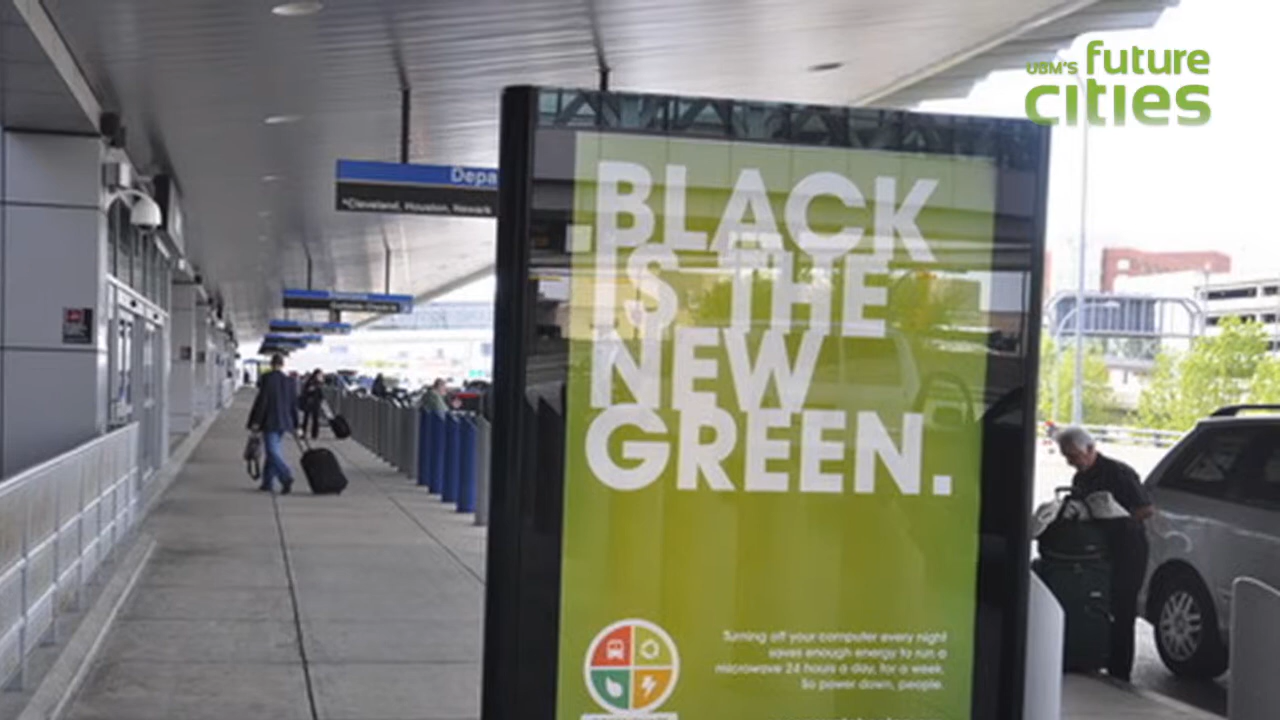 UBM'S future
cities
Depa
*Cleveland, Houston, Newark
BLACK
IS THE
NEW
GREEN.
Turning off your computer every night
saves enough energy to run a
microwave 24 hours a day, for a week.
So power down, people.